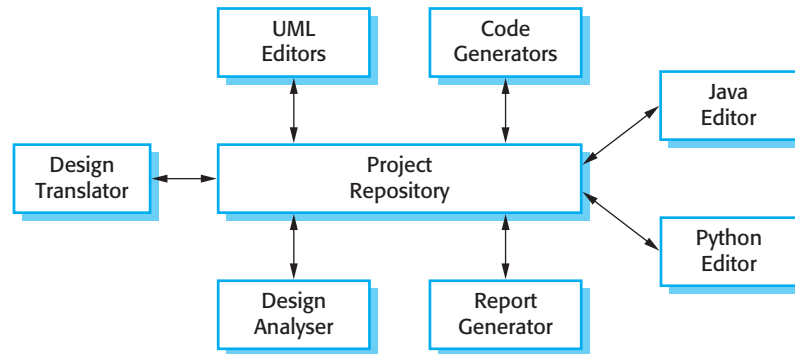 UML
Editors
Code
Generators
Java
Editor
Design
Translator
Project
Repository
Python
Editor
Design
Analyser
Report
Generator